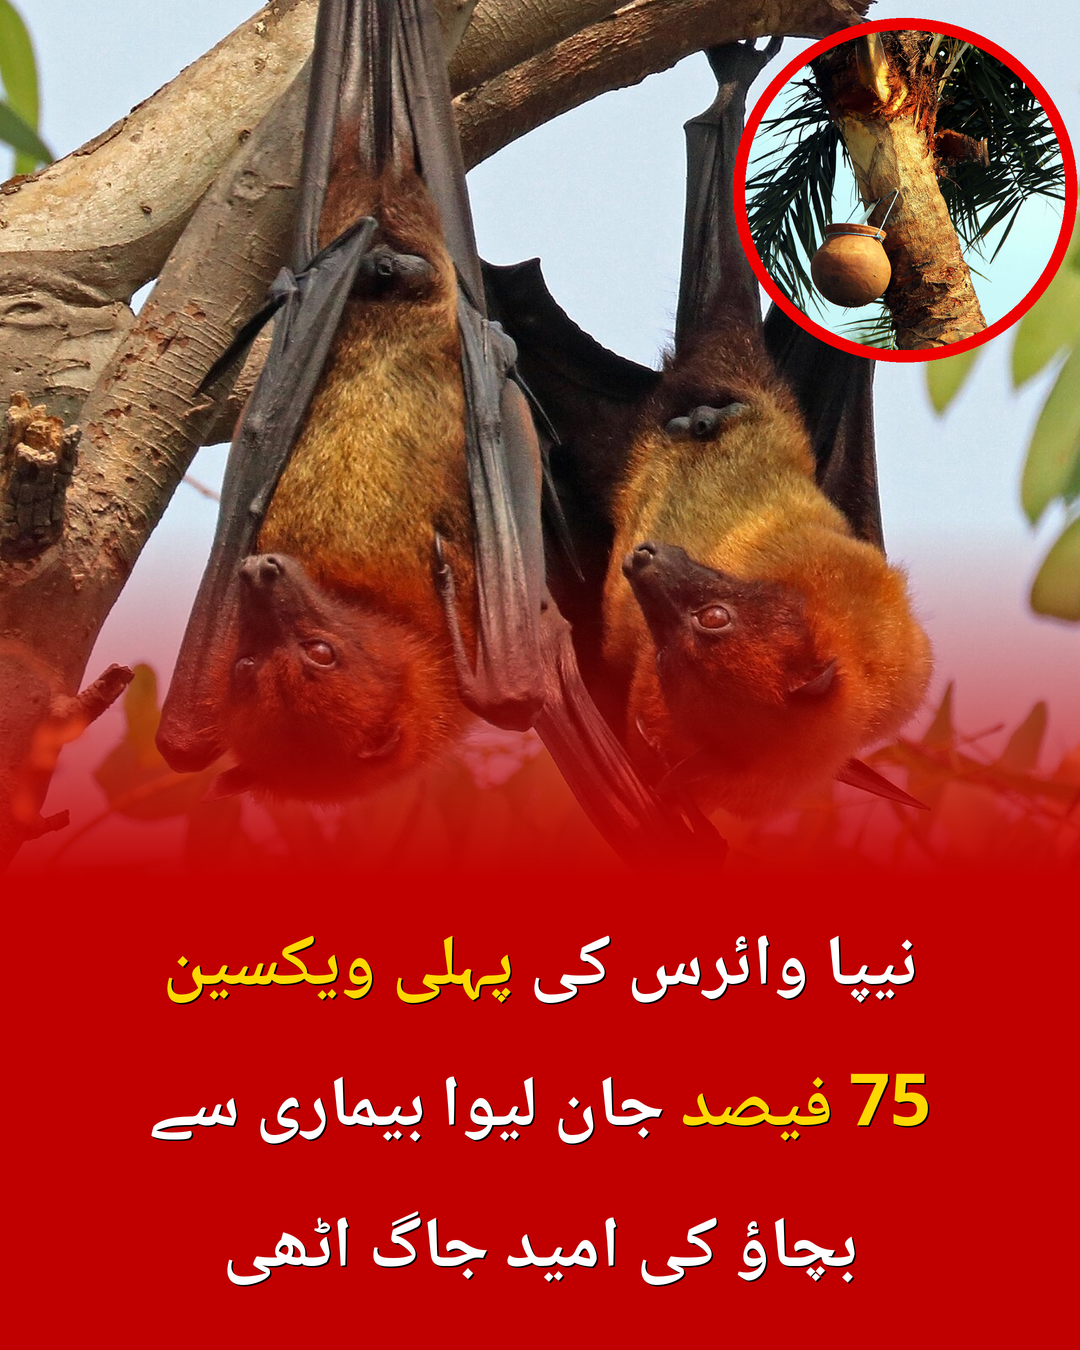 نیپا وائرس کی پہلی ویکسین
75 فیصد جان لیوا بیماری سے
بچاؤ کی امید جاگ اٹھی